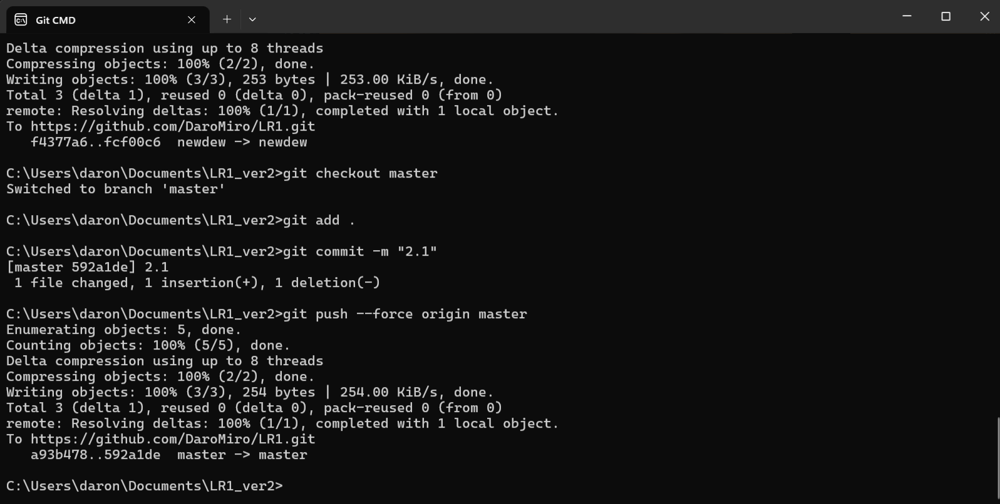 Git CMD
Delta compression using up to 8 threads
Compressing objects: 100% (2/2), done.
Writing objects: 100% (3/3), 253 bytes | 253.00 KiB/s, done.
Total 3 (delta 1), reused 0 (delta 0), pack-reused 0 (from 0)
remote: Resolving deltas: 100% (1/1), completed with 1 local object.
To https://github.com/DaroMiro/LR1.git
   f4377a6..fcf00c6  newdew -> newdew

C:\Users\daron\Documents\LR1_ver2>git checkout master
Switched to branch 'master'

C:\Users\daron\Documents\LR1_ver2>git add .

C:\Users\daron\Documents\LR1_ver2>git commit -m "2.1"
[master 592a1de] 2.1
 1 file changed, 1 insertion(+), 1 deletion(-)

C:\Users\daron\Documents\LR1_ver2>git push --force origin master
Enumerating objects: 5, done.
Counting objects: 100% (5/5), done.
Delta compression using up to 8 threads
Compressing objects: 100% (2/2), done.
Writing objects: 100% (3/3), 254 bytes | 254.00 KiB/s, done.
Total 3 (delta 1), reused 0 (delta 0), pack-reused 0 (from 0)
remote: Resolving deltas: 100% (1/1), completed with 1 local object.
To https://github.com/DaroMiro/LR1.git
   a93b478..592a1de  master -> master

C:\Users\daron\Documents\LR1_ver2>